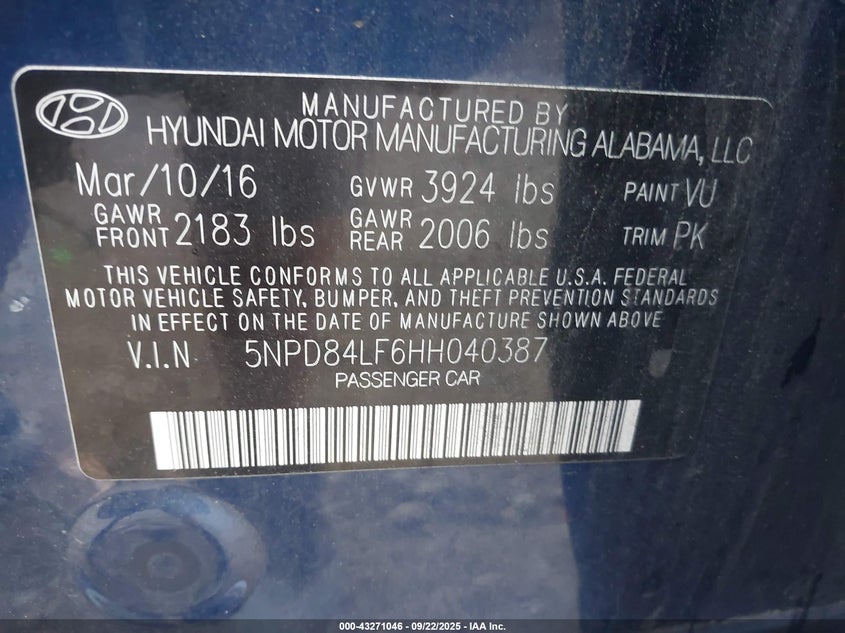 MANUFACTURED BY
HYUNDAI MOTOR MANUFACTURING ALABAMA, LLC
Mar/10/16 GVWR 3924 lbs PAINT VU
GAWR FRONT 2183 lbs GAWR REAR 2006 lbs TRIM PK
THIS VEHICLE CONFORMS TO ALL APPLICABLE U.S.A. FEDERAL
MOTOR VEHICLE SAFETY, BUMPER, AND THEFT PREVENTION STANDARDS
IN EFFECT ON THE DATE OF MANUFACTURE SHOWN ABOVE
V.I.N 5NPD84LF6HH040387
PASSENGER CAR
000-43271046 - 09/22/2025 - IAA Inc.